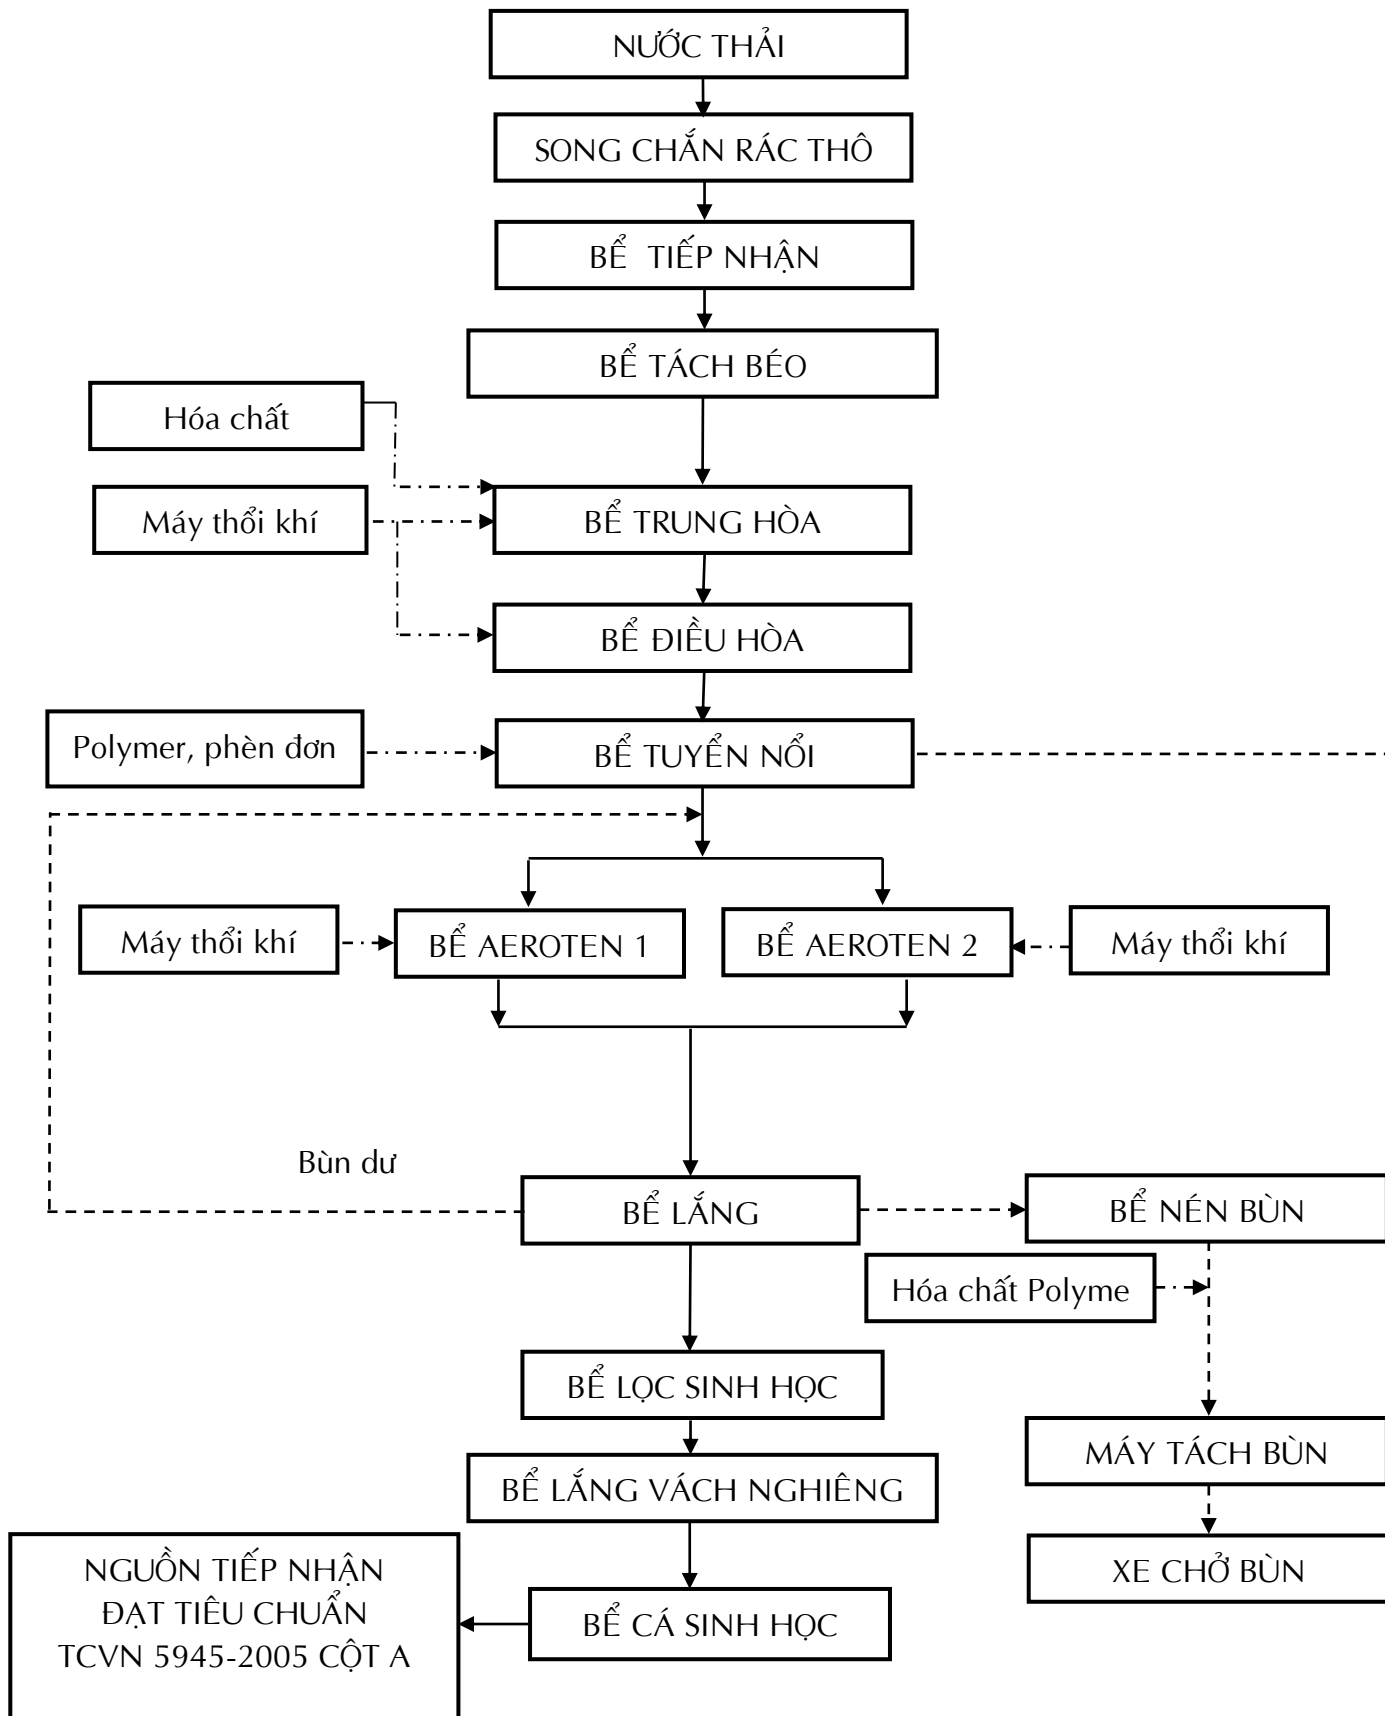 NƯỚC THẢI
SONG CHẮN RÁC THÔ
BỂ TIẾP NHẬN
BỂ TÁCH BÉO
Hóa chất
Máy thổi khí
BỂ TRUNG HÒA
BỂ ĐIỀU HÒA
Polymer, phèn đơn
BỂ TUYỂN NỔI
Máy thổi khí
BỂ AEROTEN 1
BỂ AEROTEN 2
Máy thổi khí
Bùn dư
BỂ LẮNG
BỂ NÉN BÙN
Hóa chất Polyme
BỂ LỌC SINH HỌC
MÁY TÁCH BÙN
BỂ LẮNG VÁCH NGHIÊNG
XE CHỞ BÙN
NGUỒN TIẾP NHẬN
ĐẠT TIÊU CHUẨN
TCVN 5945-2005 CỘT A
BỂ CÁ SINH HỌC